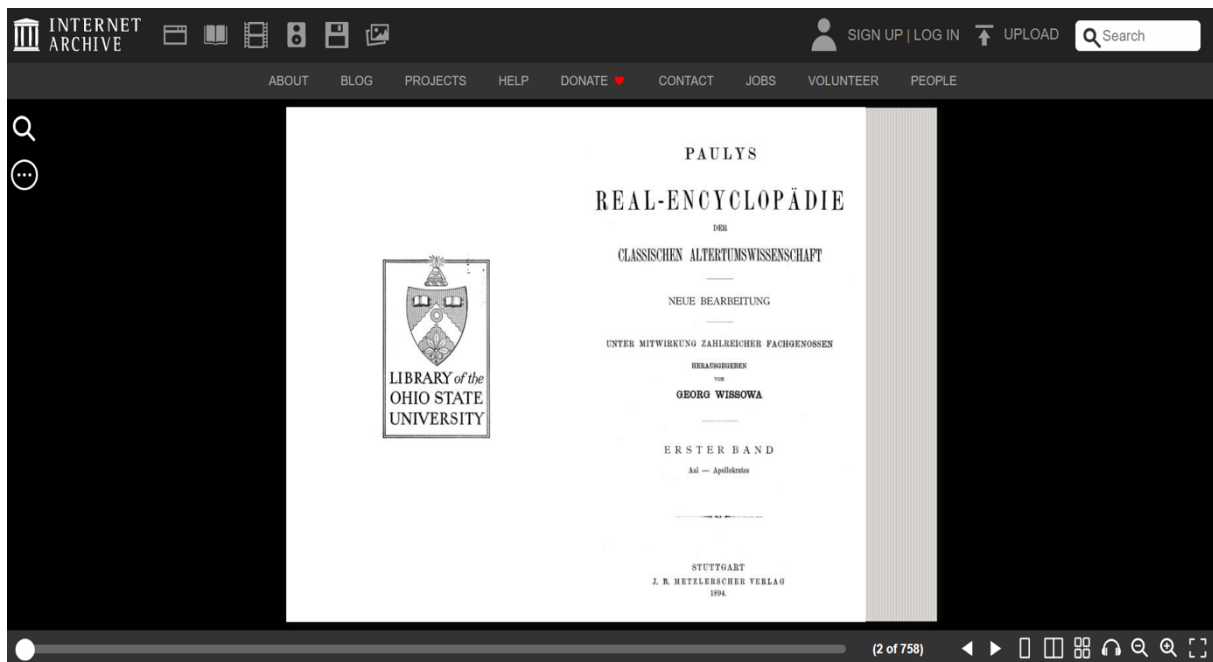 INTERNET
ARCHIVE
SIGN UP | LOG IN
UPLOAD
Search
ABOUT
BLOG
PROJECTS
HELP
DONATE
CONTACT
JOBS
VOLUNTEER
PEOPLE
LIBRARY of the
OHIO STATE
UNIVERSITY
PAULYS
REAL-ENCYCLOPÄDIE
DER
CLASSISCHEN ALTERTUMSWISSENSCHAFT
NEUE BEARBEITUNG
UNTER MITWIRKUNG ZAHLREICHER FACHGENOSSEN
HERAUSGEGEBEN
VON
GEORG WISSOWA
ERSTER BAND
Aal — Apollokrates
STUTTGART
J. B. METZLERSCHER VERLAG
1894.
(2 of 758)